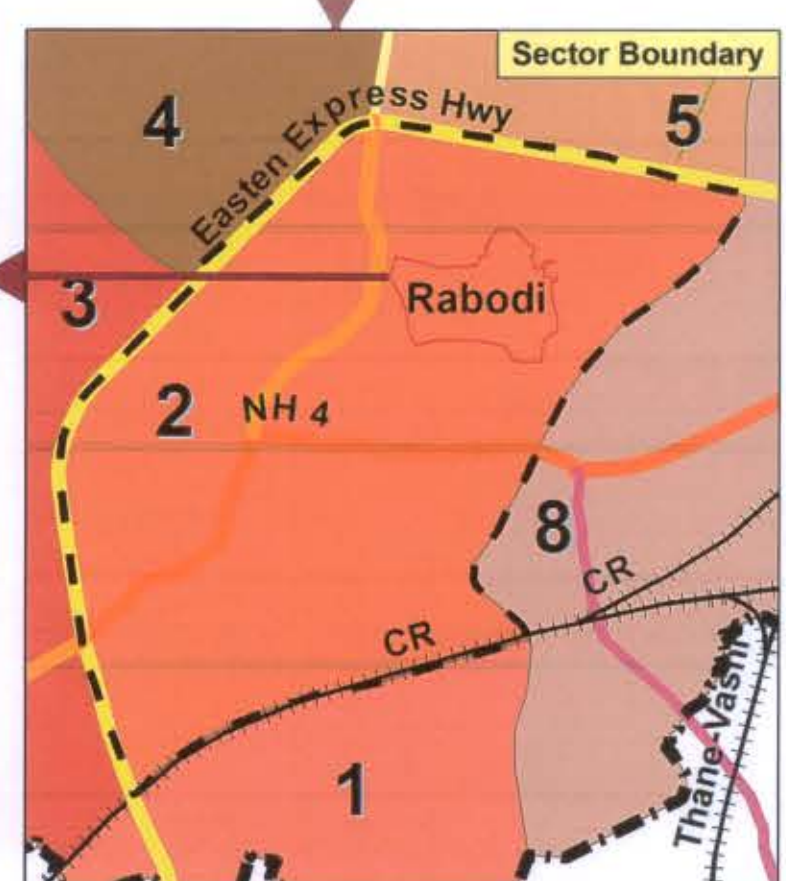 Sector Boundary
4
Easten Express Hwy
5
3
Rabodi
2
NH 4
8
CR
CR
1
Thane-Vashi